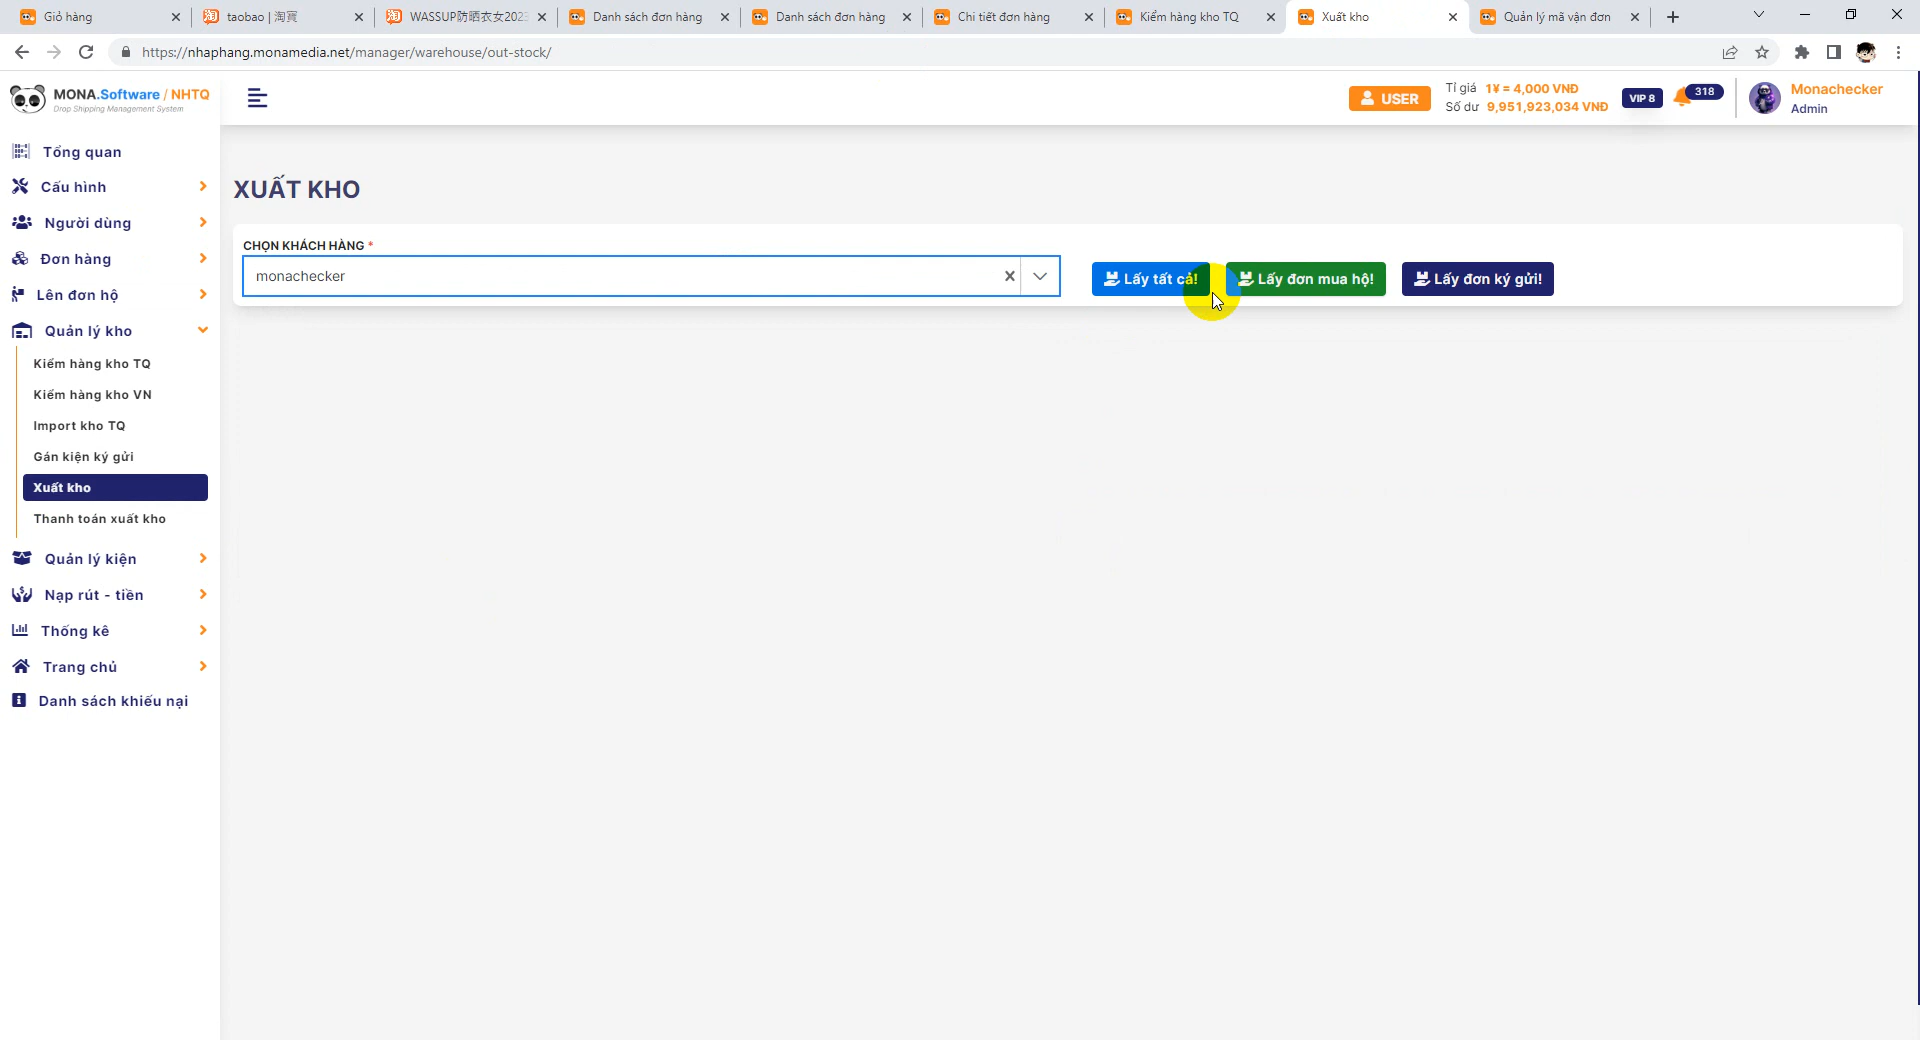 Giỏ hàng
taobao | 淘寶
WASSUP防晒衣女2023
Danh sách đơn hàng
Danh sách đơn hàng
Chi tiết đơn hàng
Kiểm hàng kho TQ
Xuất kho
Quản lý mã vận đơn
https://nhaphang.monamedia.net/manager/warehouse/out-stock/
MONA.Software / NHTQ
Drop Shipping Management System
USER
Tỉ giá 1¥ = 4,000 VNĐ
Số dư 9,951,923,034 VNĐ
VIP 8
318
Monachecker
Admin
Tổng quan
Cấu hình
Người dùng
Đơn hàng
Lên đơn hộ
Quản lý kho
Kiểm hàng kho TQ
Kiểm hàng kho VN
Import kho TQ
Gán kiện ký gửi
Xuất kho
Thanh toán xuất kho
Quản lý kiện
Nạp rút - tiền
Thống kê
Trang chủ
Danh sách khiếu nại
XUẤT KHO
CHỌN KHÁCH HÀNG *
monachecker
Lấy tất cả!
Lấy đơn mua hộ!
Lấy đơn ký gửi!